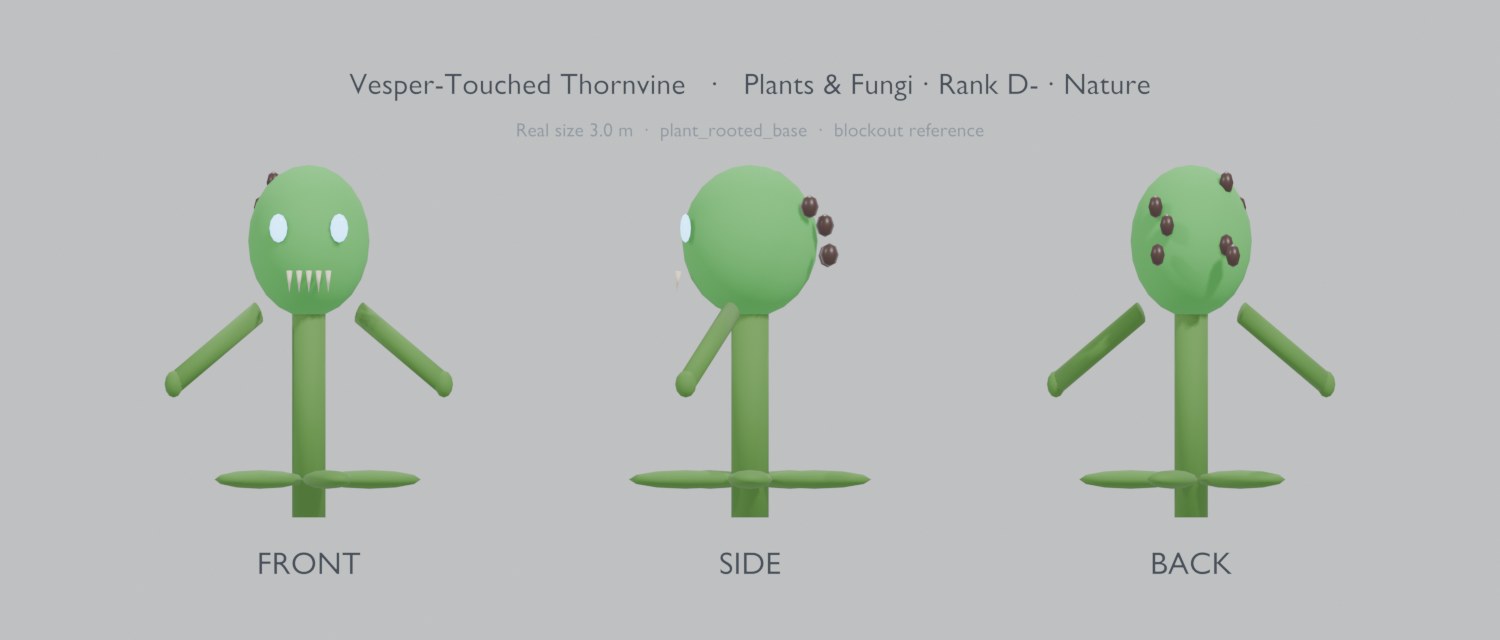 Vesper-Touched Thornvine · Plants & Fungi · Rank D- · Nature
Real size 3.0 m · plant_rooted_base · blockout reference
FRONT SIDE BACK